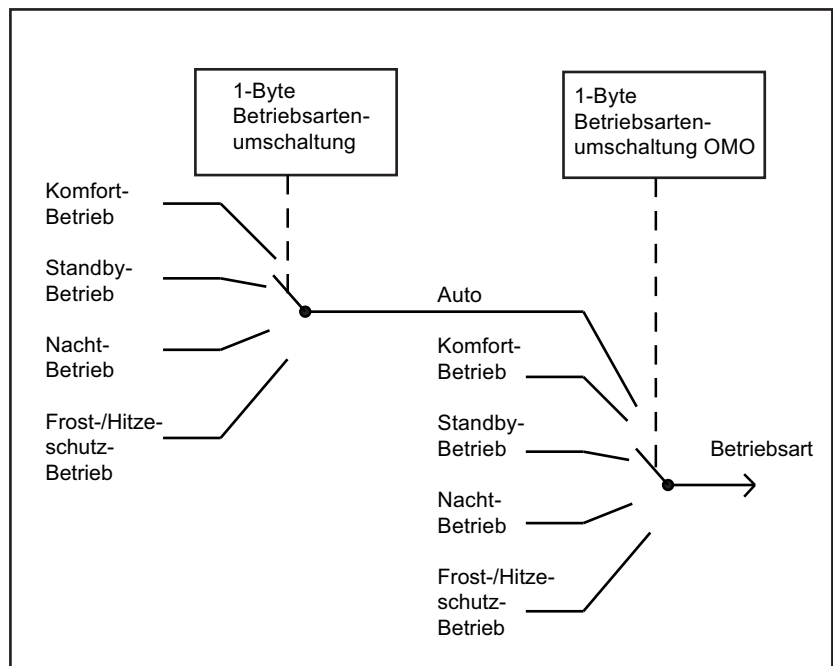 1-Byte
Betriebsarten-
umschaltung
1-Byte
Betriebsarten-
umschaltung OMO
Komfort-
Betrieb
Standby-
Betrieb
Nacht-
Betrieb
Frost-/Hitze-
schutz-
Betrieb
Auto
Komfort-
Betrieb
Standby-
Betrieb
Nacht-
Betrieb
Frost-/Hitze-
schutz-
Betrieb
Betriebsart